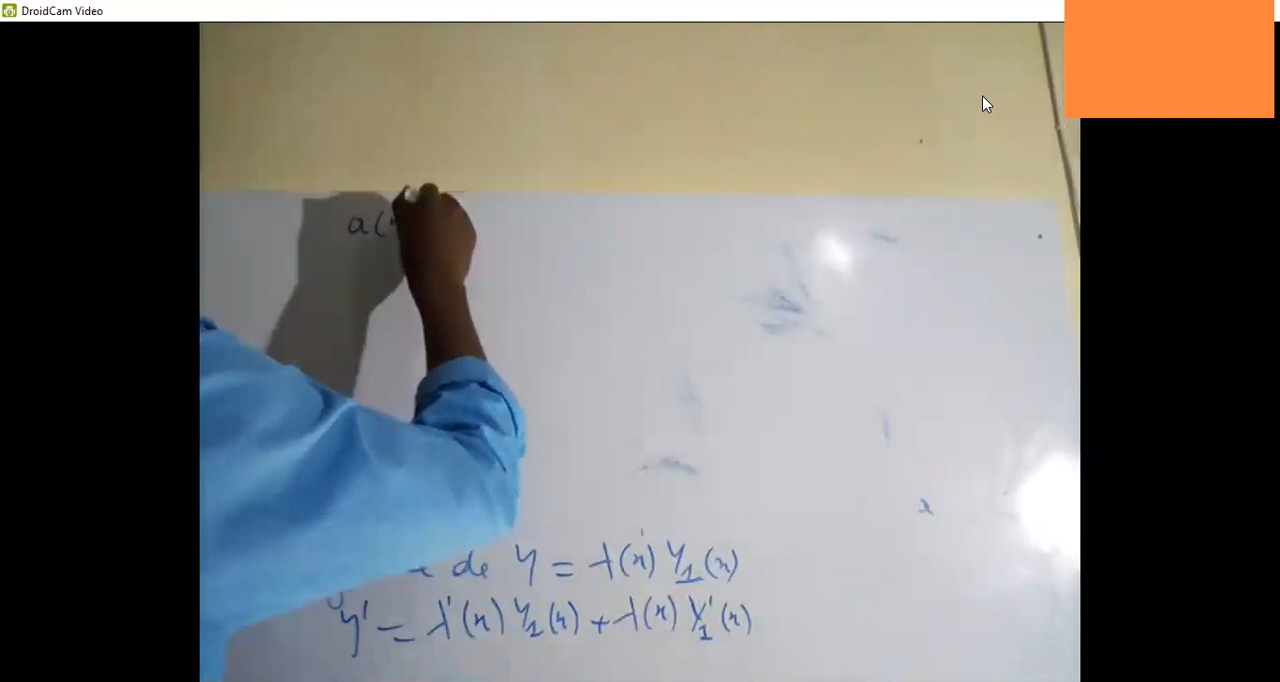 DroidCam Video
a(
de y = λ(x) y₁(x)
y' = λ'(x) y₁(x) + λ(x) y₁'(x)
x